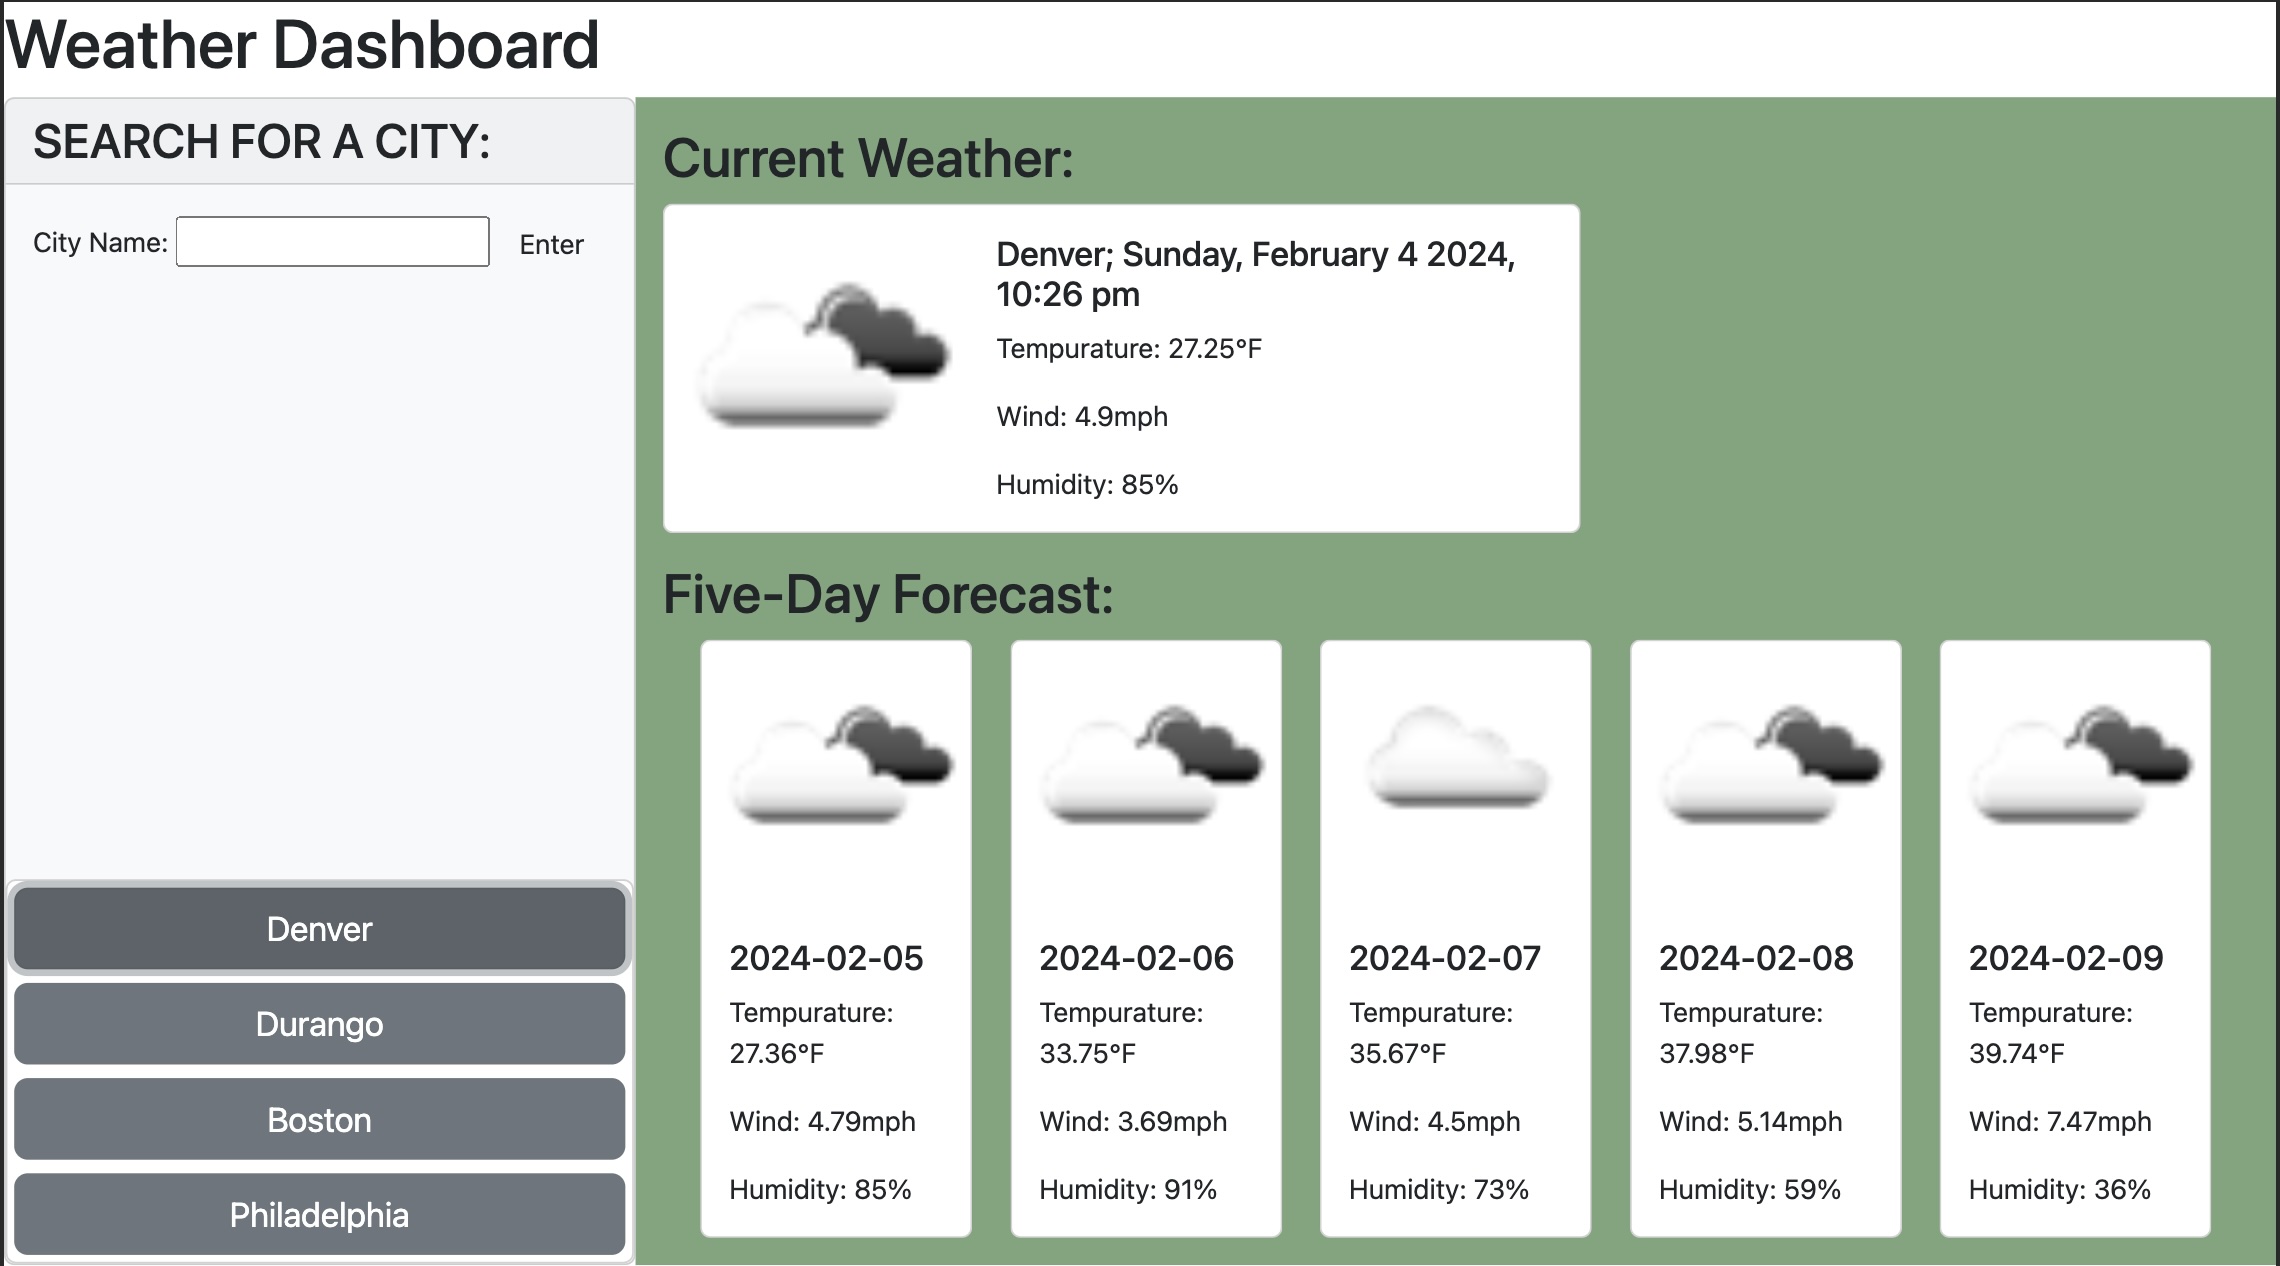 Weather Dashboard
SEARCH FOR A CITY:
City Name:
Enter
Denver
Durango
Boston
Philadelphia
Current Weather:
Denver; Sunday, February 4 2024,
10:26 pm
Tempurature: 27.25°F
Wind: 4.9mph
Humidity: 85%
Five-Day Forecast:
2024-02-05
Tempurature:
27.36°F
Wind: 4.79mph
Humidity: 85%
2024-02-06
Tempurature:
33.75°F
Wind: 3.69mph
Humidity: 91%
2024-02-07
Tempurature:
35.67°F
Wind: 4.5mph
Humidity: 73%
2024-02-08
Tempurature:
37.98°F
Wind: 5.14mph
Humidity: 59%
2024-02-09
Tempurature:
39.74°F
Wind: 7.47mph
Humidity: 36%